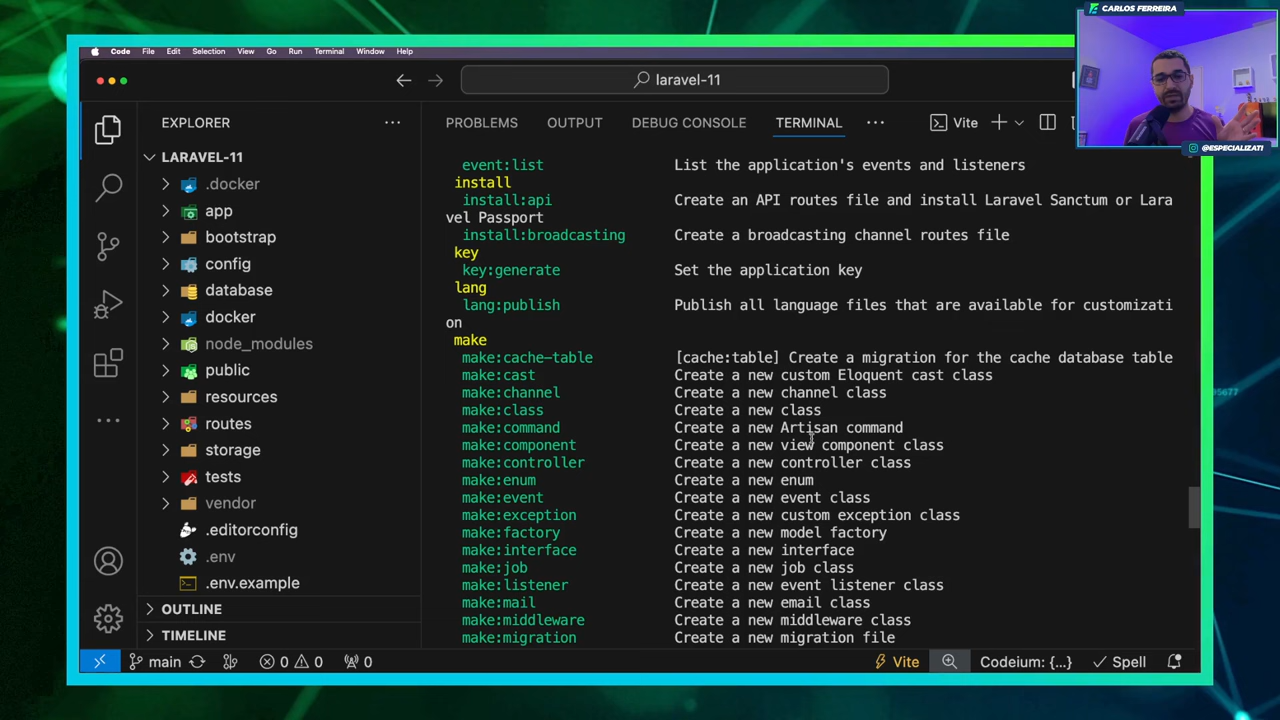 CARLOS FERREIRA
@ESPECIALIZATI
Code File Edit Selection View Go Run Terminal Window Help
laravel-11
EXPLORER
LARAVEL-11
.docker
app
bootstrap
config
database
docker
node_modules
public
resources
routes
storage
tests
vendor
.editorconfig
.env
.env.example
OUTLINE
TIMELINE
PROBLEMS OUTPUT DEBUG CONSOLE TERMINAL Vite
event:list List the application's events and listeners
install
install:api Create an API routes file and install Laravel Sanctum or Lara
vel Passport
install:broadcasting Create a broadcasting channel routes file
key
key:generate Set the application key
lang
lang:publish Publish all language files that are available for customizati
on
make
make:cache-table [cache:table] Create a migration for the cache database table
make:cast Create a new custom Eloquent cast class
make:channel Create a new channel class
make:class Create a new class
make:command Create a new Artisan command
make:component Create a new view component class
make:controller Create a new controller class
make:enum Create a new enum
make:event Create a new event class
make:exception Create a new custom exception class
make:factory Create a new model factory
make:interface Create a new interface
make:job Create a new job class
make:listener Create a new event listener class
make:mail Create a new email class
make:middleware Create a new middleware class
make:migration Create a new migration file
main 0 0 0 Vite Codeium: {...} Spell